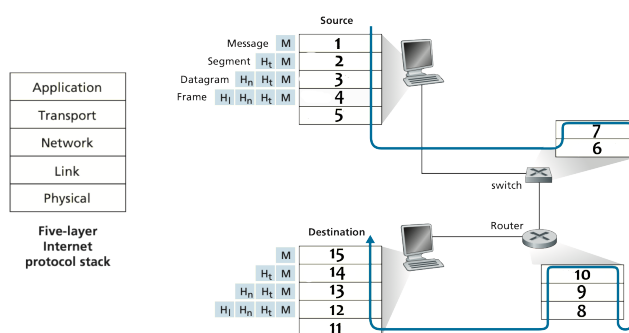 Source
Message M 1
Segment Ht M 2
Datagram Hn Ht M 3
Frame Hl Hn Ht M 4
5
Application
Transport
Network
Link
Physical
Five-layer
Internet
protocol stack
7
6
switch
Router
Destination
M 15
Ht M 14
Hn Ht M 13
Hl Hn Ht M 12
11
10
9
8